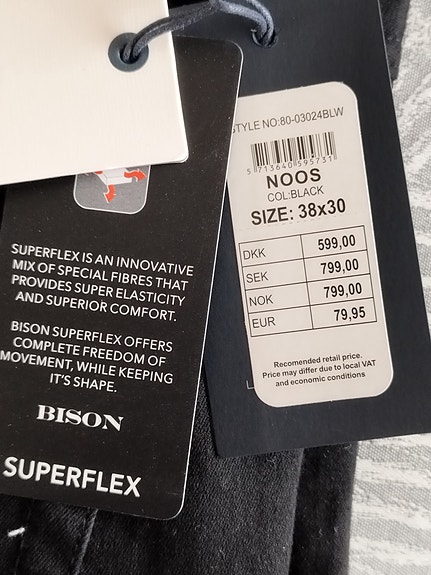 SUPERFLEX IS AN INNOVATIVE
MIX OF SPECIAL FIBRES THAT
PROVIDES SUPER ELASTICITY
AND SUPERIOR COMFORT.
BISON SUPERFLEX OFFERS
COMPLETE FREEDOM OF
MOVEMENT, WHILE KEEPING
IT'S SHAPE.
BISON
SUPERFLEX
STYLE NO:80-03024BLW
5 713640 595731
NOOS
COL:BLACK
SIZE: 38x30
DKK 599,00
SEK 799,00
NOK 799,00
EUR 79,95
Recomended retail price.
Price may differ due to local VAT
and economic conditions